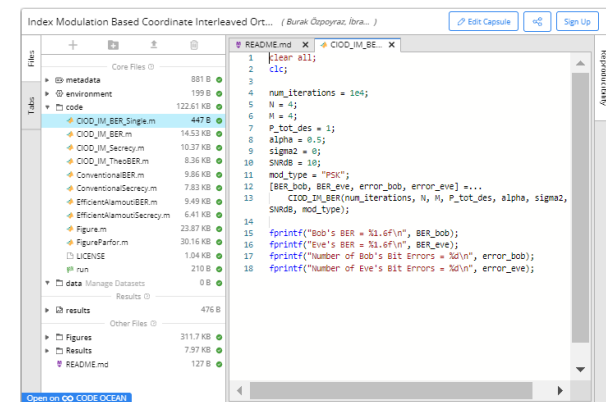 Index Modulation Based Coordinate Interleaved Ort... ( Burak Özpoyraz, İbra... )
Edit Capsule
Sign Up
Files
Tabs
Reproducibility
Core Files
metadata 881 B
environment 199 B
code 122.61 KB
CIOD_IM_BER_Single.m 447 B
CIOD_IM_BER.m 14.53 KB
CIOD_IM_Secrecy.m 10.37 KB
CIOD_IM_TheoBER.m 8.36 KB
ConventionalBER.m 9.86 KB
ConventionalSecrecy.m 7.83 KB
EfficientAlamoutiBER.m 9.49 KB
EfficientAlamoutiSecrecy.m 6.41 KB
Figure.m 23.87 KB
FigureParfor.m 30.16 KB
LICENSE 1.04 KB
run 210 B
data Manage Datasets 0 B
Results
results 476 B
Other Files
Figures 311.7 KB
Results 7.97 KB
README.md 127 B
Open on CODE OCEAN
README.md X CIOD_IM_BE... X
1 clear all;
2 clc;
3
4 num_iterations = 1e4;
5 N = 4;
6 M = 4;
7 P_tot_des = 1;
8 alpha = 0.5;
9 sigma2 = 0;
10 SNRdB = 10;
11 mod_type = "PSK";
12 [BER_bob, BER_eve, error_bob, error_eve] =...
13 CIOD_IM_BER(num_iterations, N, M, P_tot_des, alpha, sigma2,
SNRdB, mod_type);
14
15 fprintf("Bob's BER = %1.6f\n", BER_bob);
16 fprintf("Eve's BER = %1.6f\n", BER_eve);
17 fprintf("Number of Bob's Bit Errors = %d\n", error_bob);
18 fprintf("Number of Eve's Bit Errors = %d\n", error_eve);